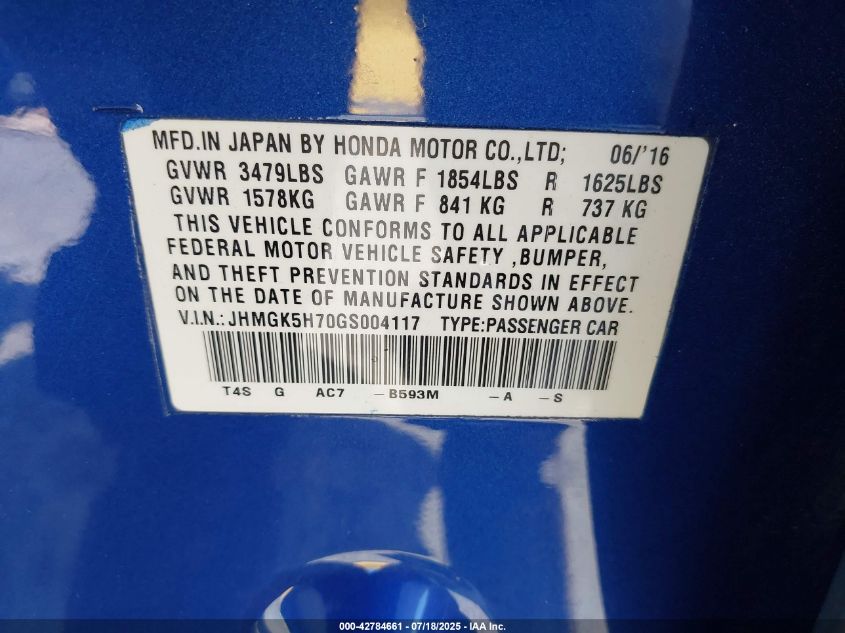 MFD.IN JAPAN BY HONDA MOTOR CO.,LTD; 06/'16
GVWR 3479LBS GAWR F 1854LBS R 1625LBS
GVWR 1578KG GAWR F 841 KG R 737 KG
THIS VEHICLE CONFORMS TO ALL APPLICABLE
FEDERAL MOTOR VEHICLE SAFETY ,BUMPER,
AND THEFT PREVENTION STANDARDS IN EFFECT
ON THE DATE OF MANUFACTURE SHOWN ABOVE.
V.I.N.: JHMGK5H70GS004117 TYPE:PASSENGER CAR
T4S G AC7 -B593M -A -S
000-42784661 - 07/18/2025 - IAA Inc.